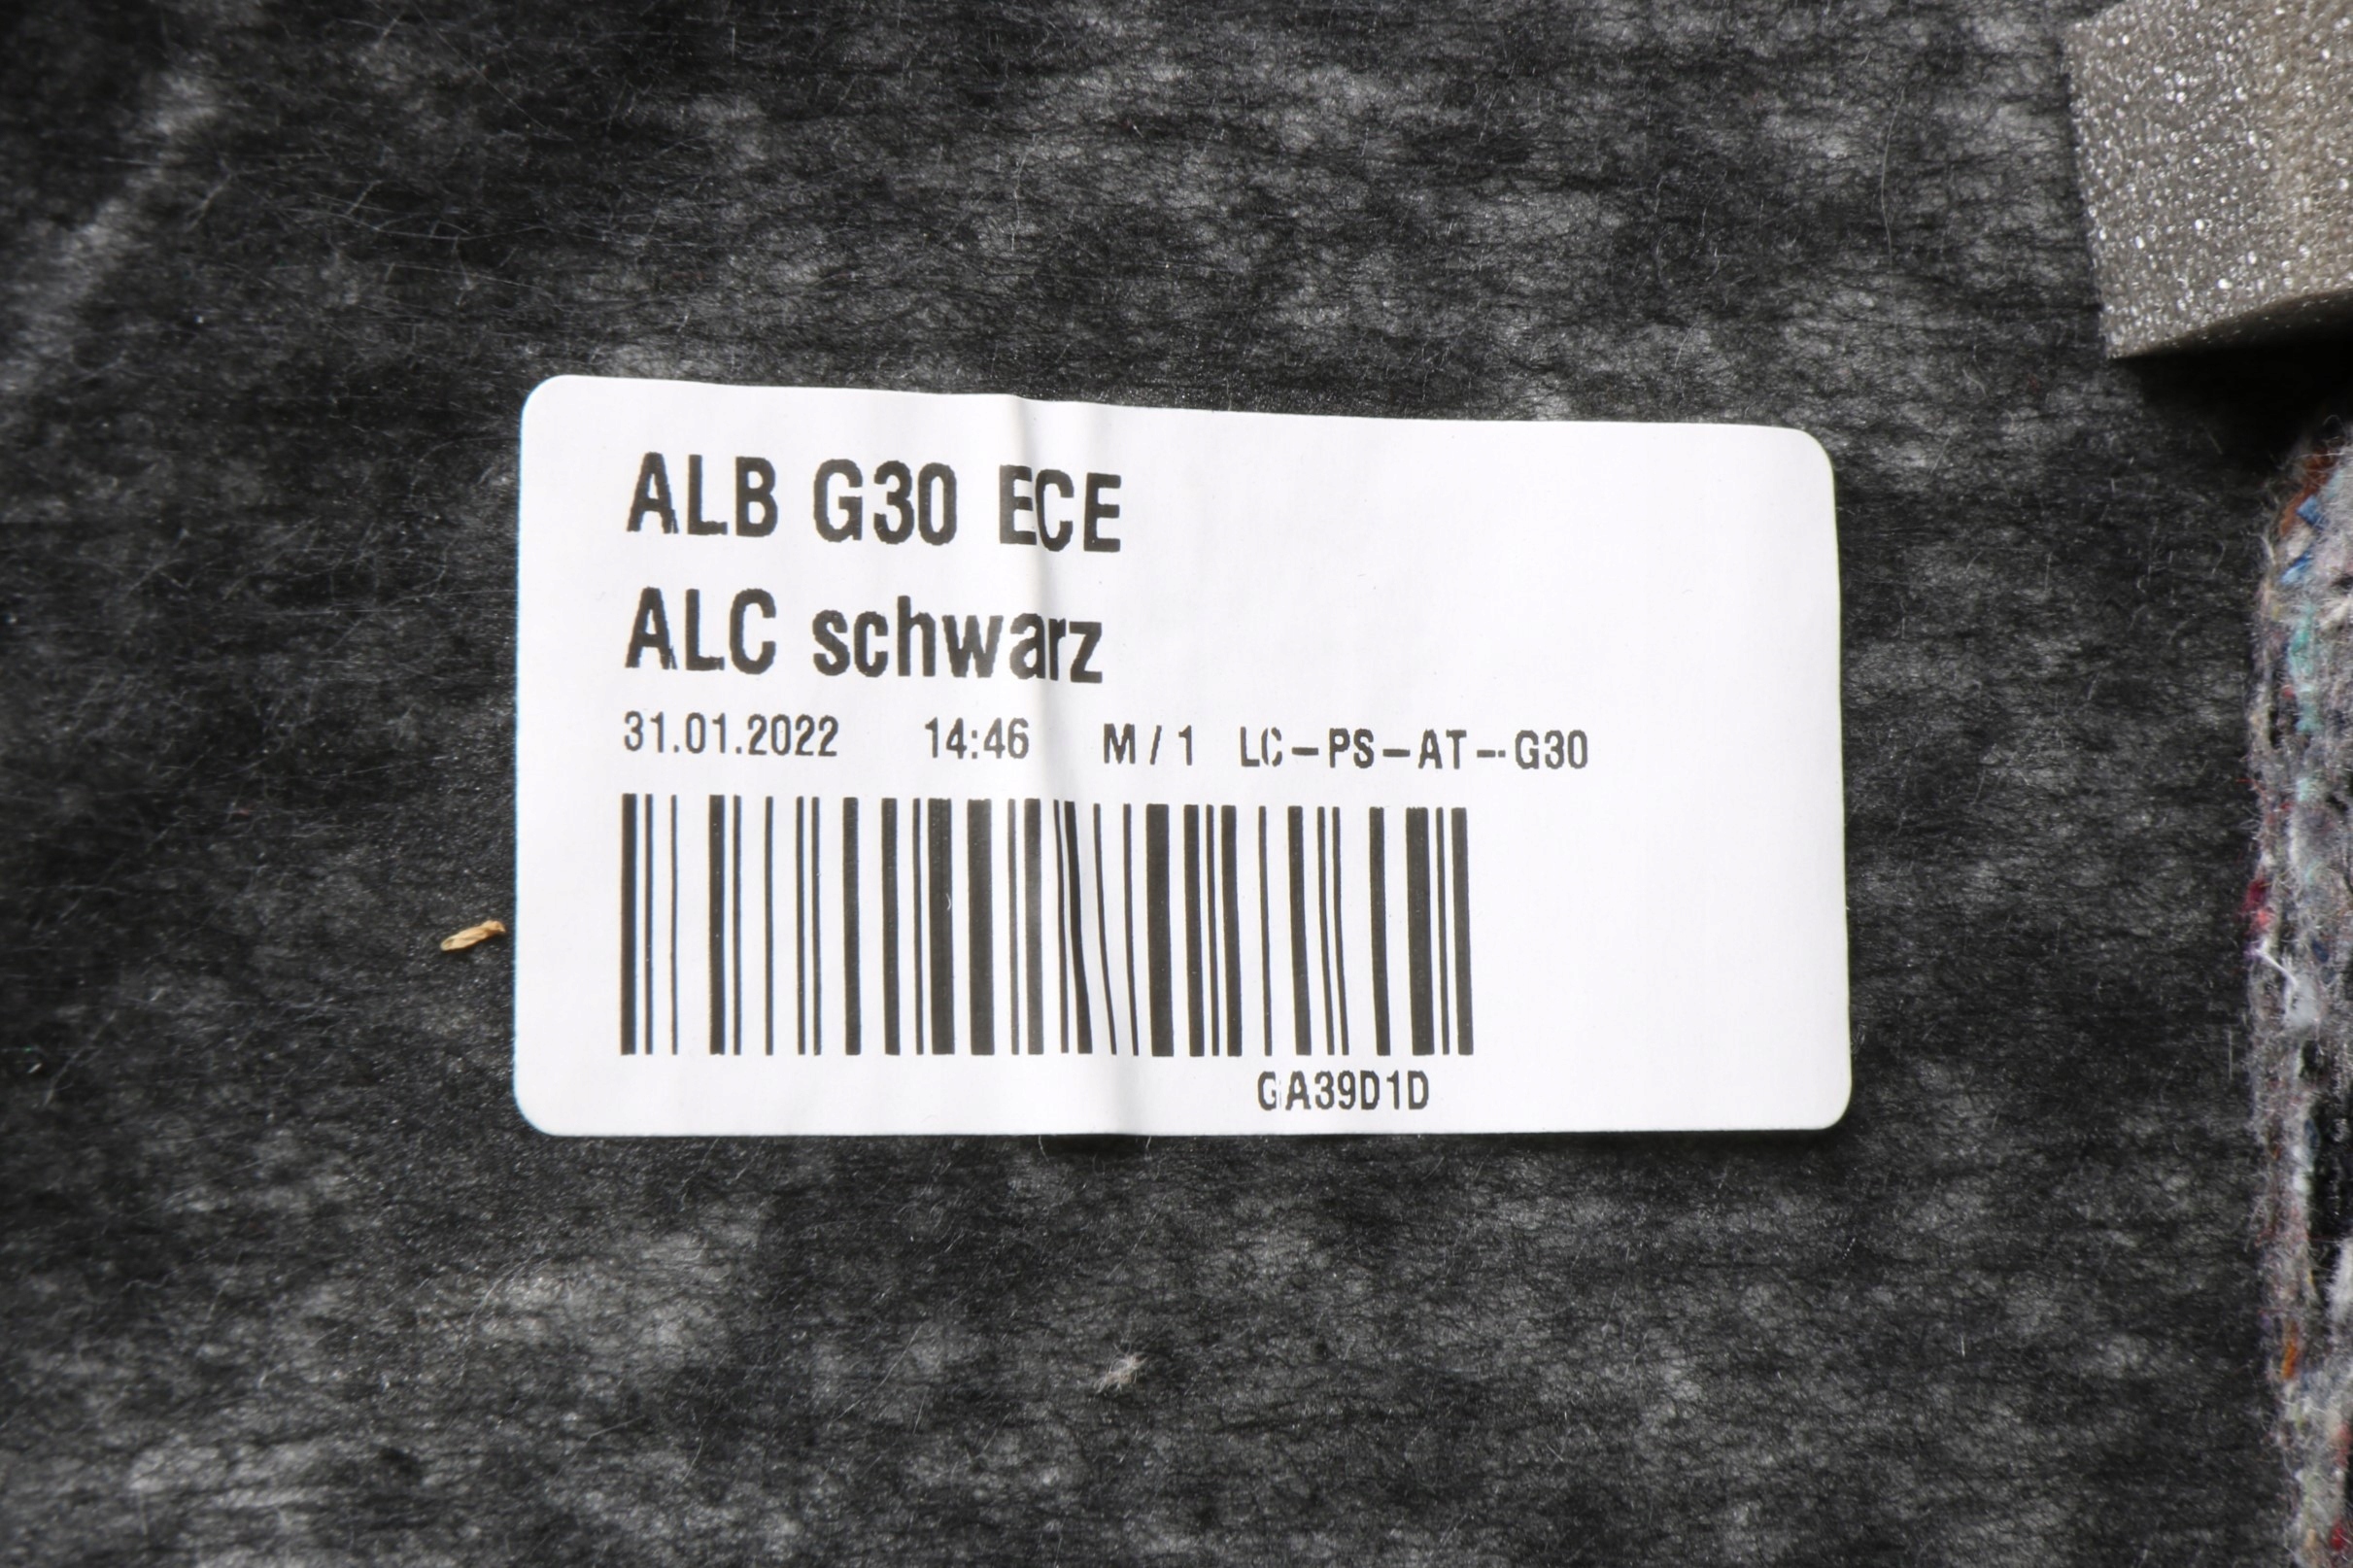 ALB G30 ECE
ALC schwarz
31.01.2022 14:46 M / 1 LC-PS-AT-G30
GA39D1D